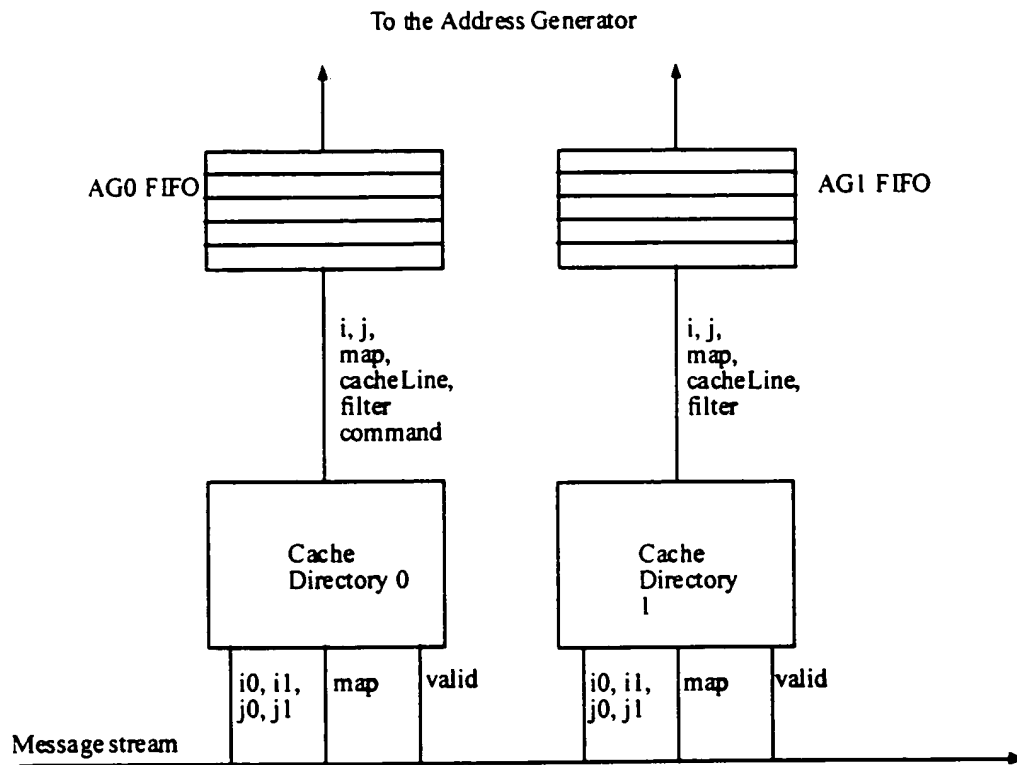 To the Address Generator
AG0 FIFO
AG1 FIFO
i, j,
map,
cacheLine,
filter
command
i, j,
map,
cacheLine,
filter
Cache
Directory 0
Cache
Directory
1
i0, i1,
j0, j1
map
valid
i0, i1,
j0, j1
map
valid
Message stream